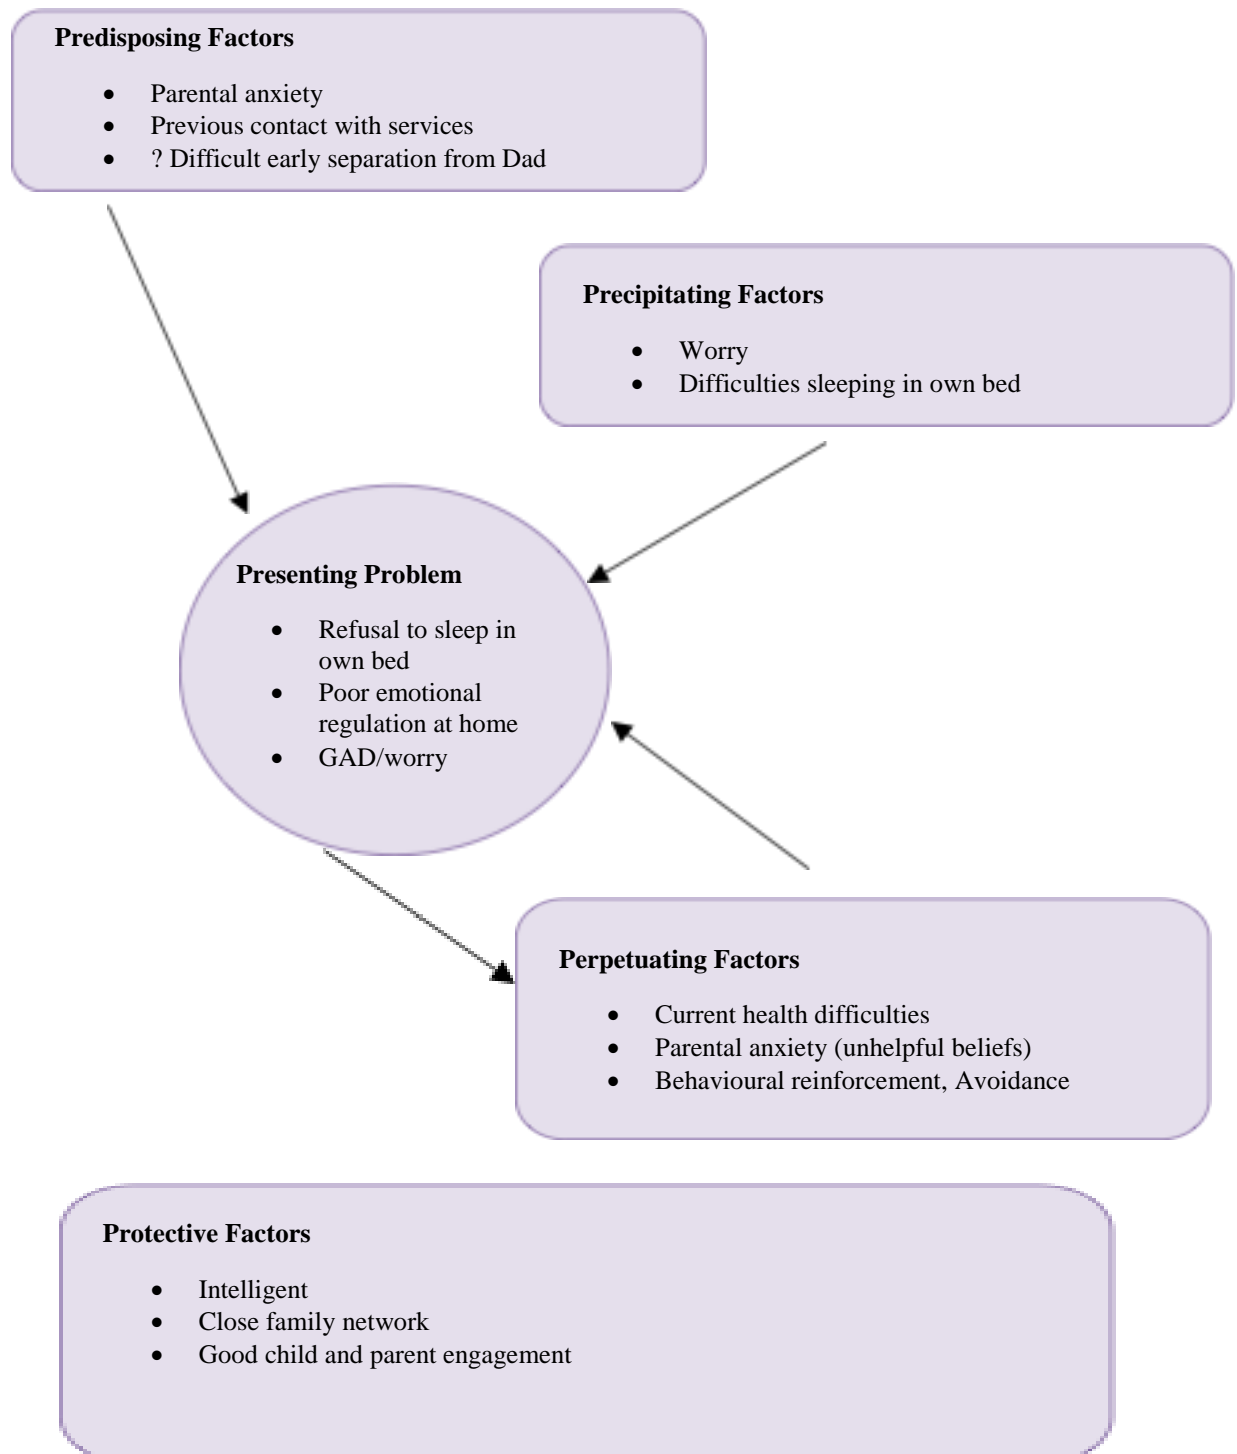 Predisposing Factors
• Parental anxiety
• Previous contact with services
• ? Difficult early separation from Dad
Precipitating Factors
• Worry
• Difficulties sleeping in own bed
Presenting Problem
• Refusal to sleep in
own bed
• Poor emotional
regulation at home
• GAD/worry
Perpetuating Factors
• Current health difficulties
• Parental anxiety (unhelpful beliefs)
• Behavioural reinforcement, Avoidance
Protective Factors
• Intelligent
• Close family network
• Good child and parent engagement